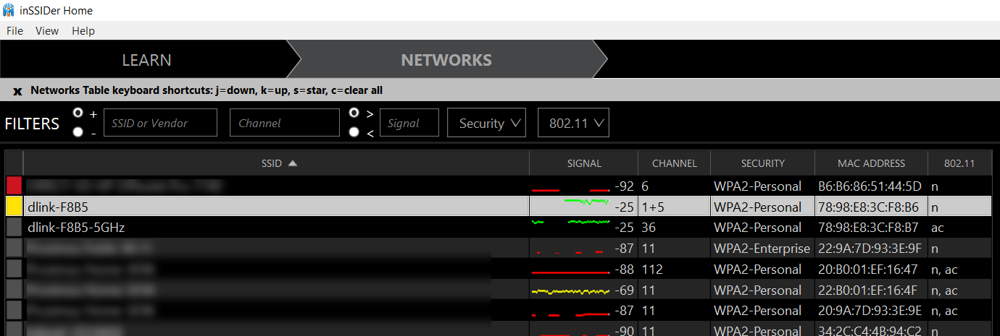 inSSIDer Home
File View Help
LEARN NETWORKS
x Networks Table keyboard shortcuts: j=down, k=up, s=star, c=clear all
FILTERS + - SSID or Vendor Channel > < Signal Security 802.11
SSID SIGNAL CHANNEL SECURITY MAC ADDRESS 802.11
-92 6 WPA2-Personal B6:B6:86:51:44:5D n
dlink-F8B5 -25 1+5 WPA2-Personal 78:98:E8:3C:F8:B6 n
dlink-F8B5-5GHz -25 36 WPA2-Personal 78:98:E8:3C:F8:B7 ac
-87 11 WPA2-Enterprise 22:9A:7D:93:3E:9F n
-88 112 WPA2-Personal 20:B0:01:EF:16:47 n, ac
-69 11 WPA2-Personal 22:B0:01:EF:16:4F n, ac
-87 11 WPA2-Personal 20:9A:7D:93:3E:9E n, ac
-90 11 WPA2-Personal 34:2C:C4:4B:94:C2 n